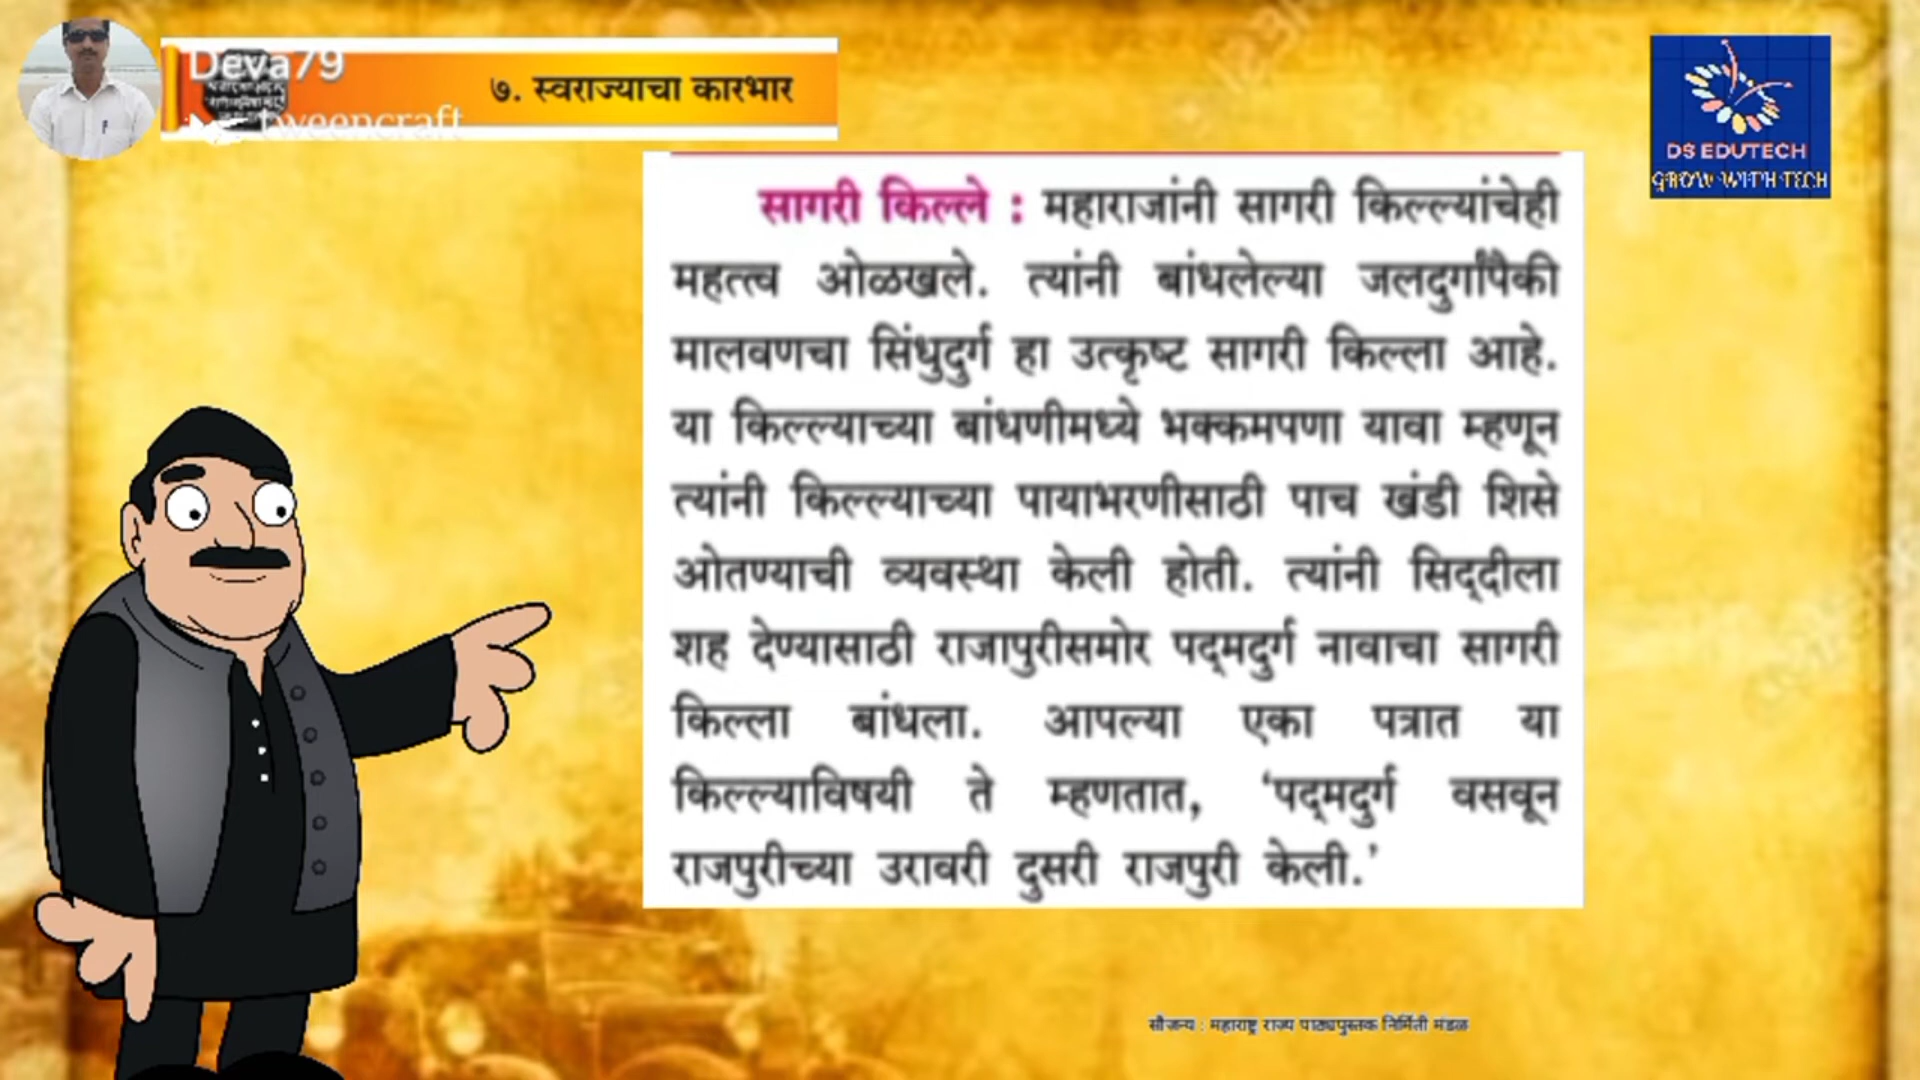 Deva79
tweencraft
७. स्वराज्याचा कारभार
DS EDUTECH
GROW WITH TECH
सागरी किल्ले : महाराजांनी सागरी किल्ल्यांचेही
महत्त्व ओळखले. त्यांनी बांधलेल्या जलदुर्गांपैकी
मालवणचा सिंधुदुर्ग हा उत्कृष्ट सागरी किल्ला आहे.
या किल्ल्याच्या बांधणीमध्ये भक्कमपणा यावा म्हणून
त्यांनी किल्ल्याच्या पायाभरणीसाठी पाच खंडी शिसे
ओतण्याची व्यवस्था केली होती. त्यांनी सिद्‌दीला
शह देण्यासाठी राजापुरीसमोर पद्‌मदुर्ग नावाचा सागरी
किल्ला बांधला. आपल्या एका पत्रात या
किल्ल्याविषयी ते म्हणतात, ‘पद्‌मदुर्ग वसवून
राजपुरीच्या उरावरी दुसरी राजपुरी केली.’
सौजन्य : महाराष्ट्र राज्य पाठ्यपुस्तक निर्मिती मंडळ